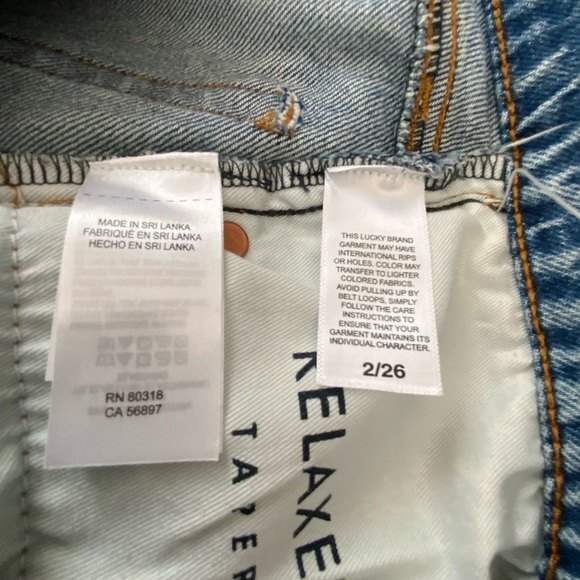 MADE IN SRI LANKA
FABRIQUÉ EN SRI LANKA
HECHO EN SRI LANKA
RN 80318
CA 56897
THIS LUCKY BRAND
GARMENT MAY HAVE
INTERNATIONAL RIPS
OR HOLES. COLOR MAY
TRANSFER TO LIGHTER
COLORED FABRICS.
AVOID PULLING UP BY
BELT LOOPS, SIMPLY
FOLLOW THE CARE
INSTRUCTIONS TO
ENSURE THAT YOUR
GARMENT MAINTAINS ITS
INDIVIDUAL CHARACTER.
2/26
RELAXE
TAPER